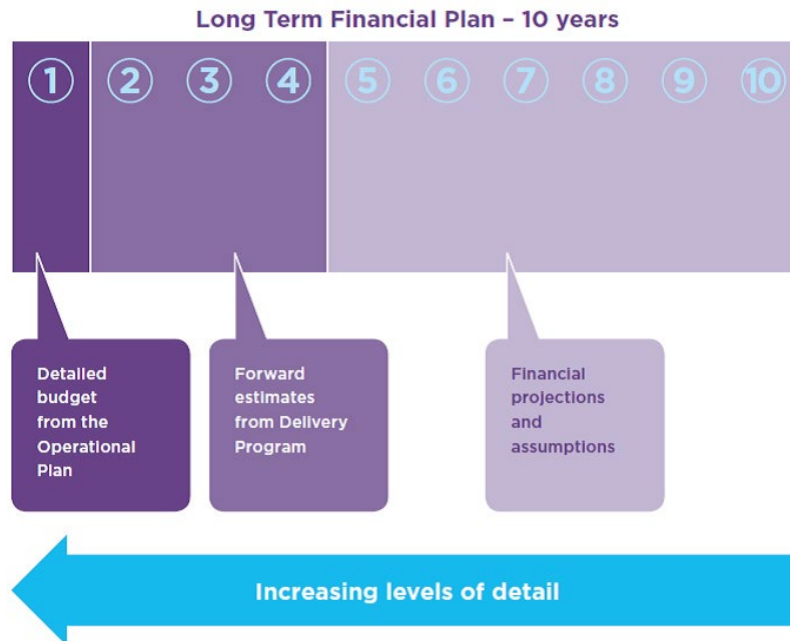 Long Term Financial Plan – 10 years
1 2 3 4 5 6 7 8 9 10
Detailed
budget
from the
Operational
Plan
Forward
estimates
from Delivery
Program
Financial
projections
and
assumptions
Increasing levels of detail